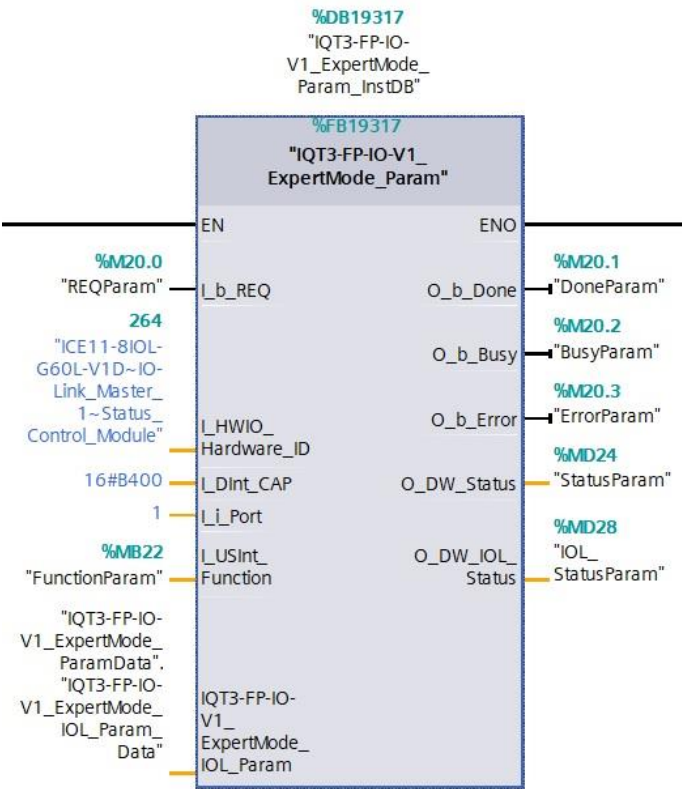 %DB19317
"IQT3-FP-IO-
V1_ExpertMode_
Param_InstDB"
%FB19317
"IQT3-FP-IO-V1_
ExpertMode_Param"
EN
ENO
%M20.0
"REQParam"
I_b_REQ
O_b_Done
%M20.1
"DoneParam"
264
"ICE11-8IOL-
G60L-V1D~IO-
Link_Master_
1~Status_
Control_Module"
I_HWIO_
Hardware_ID
O_b_Busy
%M20.2
"BusyParam"
O_b_Error
%M20.3
"ErrorParam"
16#B400
I_DInt_CAP
O_DW_Status
%MD24
"StatusParam"
1
I_i_Port
%MB22
"FunctionParam"
I_USInt_
Function
O_DW_IOL_
Status
%MD28
"IOL_
StatusParam"
"IQT3-FP-IO-
V1_ExpertMode_
ParamData".
"IQT3-FP-IO-
V1_ExpertMode_
IOL_Param_
Data"
IQT3-FP-IO-
V1_
ExpertMode_
IOL_Param